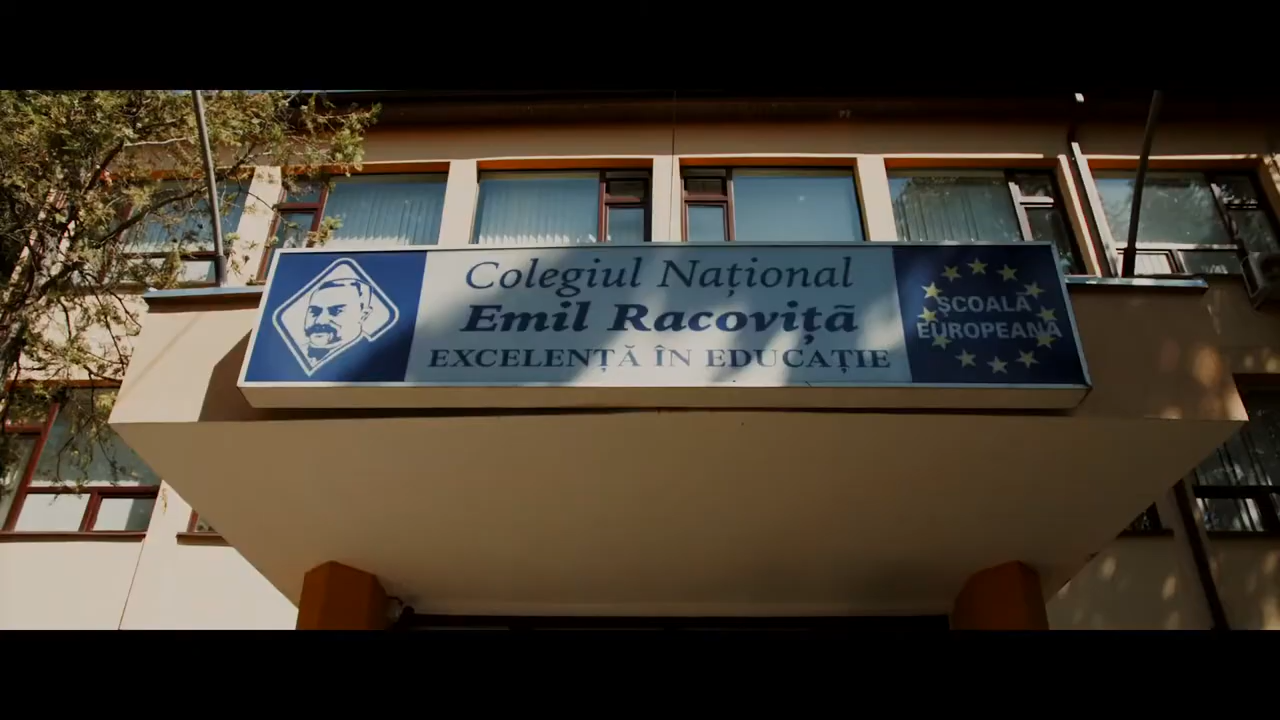 Colegiul Național
Emil Racoviță
EXCELENȚĂ ÎN EDUCAȚIE
ȘCOALĂ
EUROPEANĂ